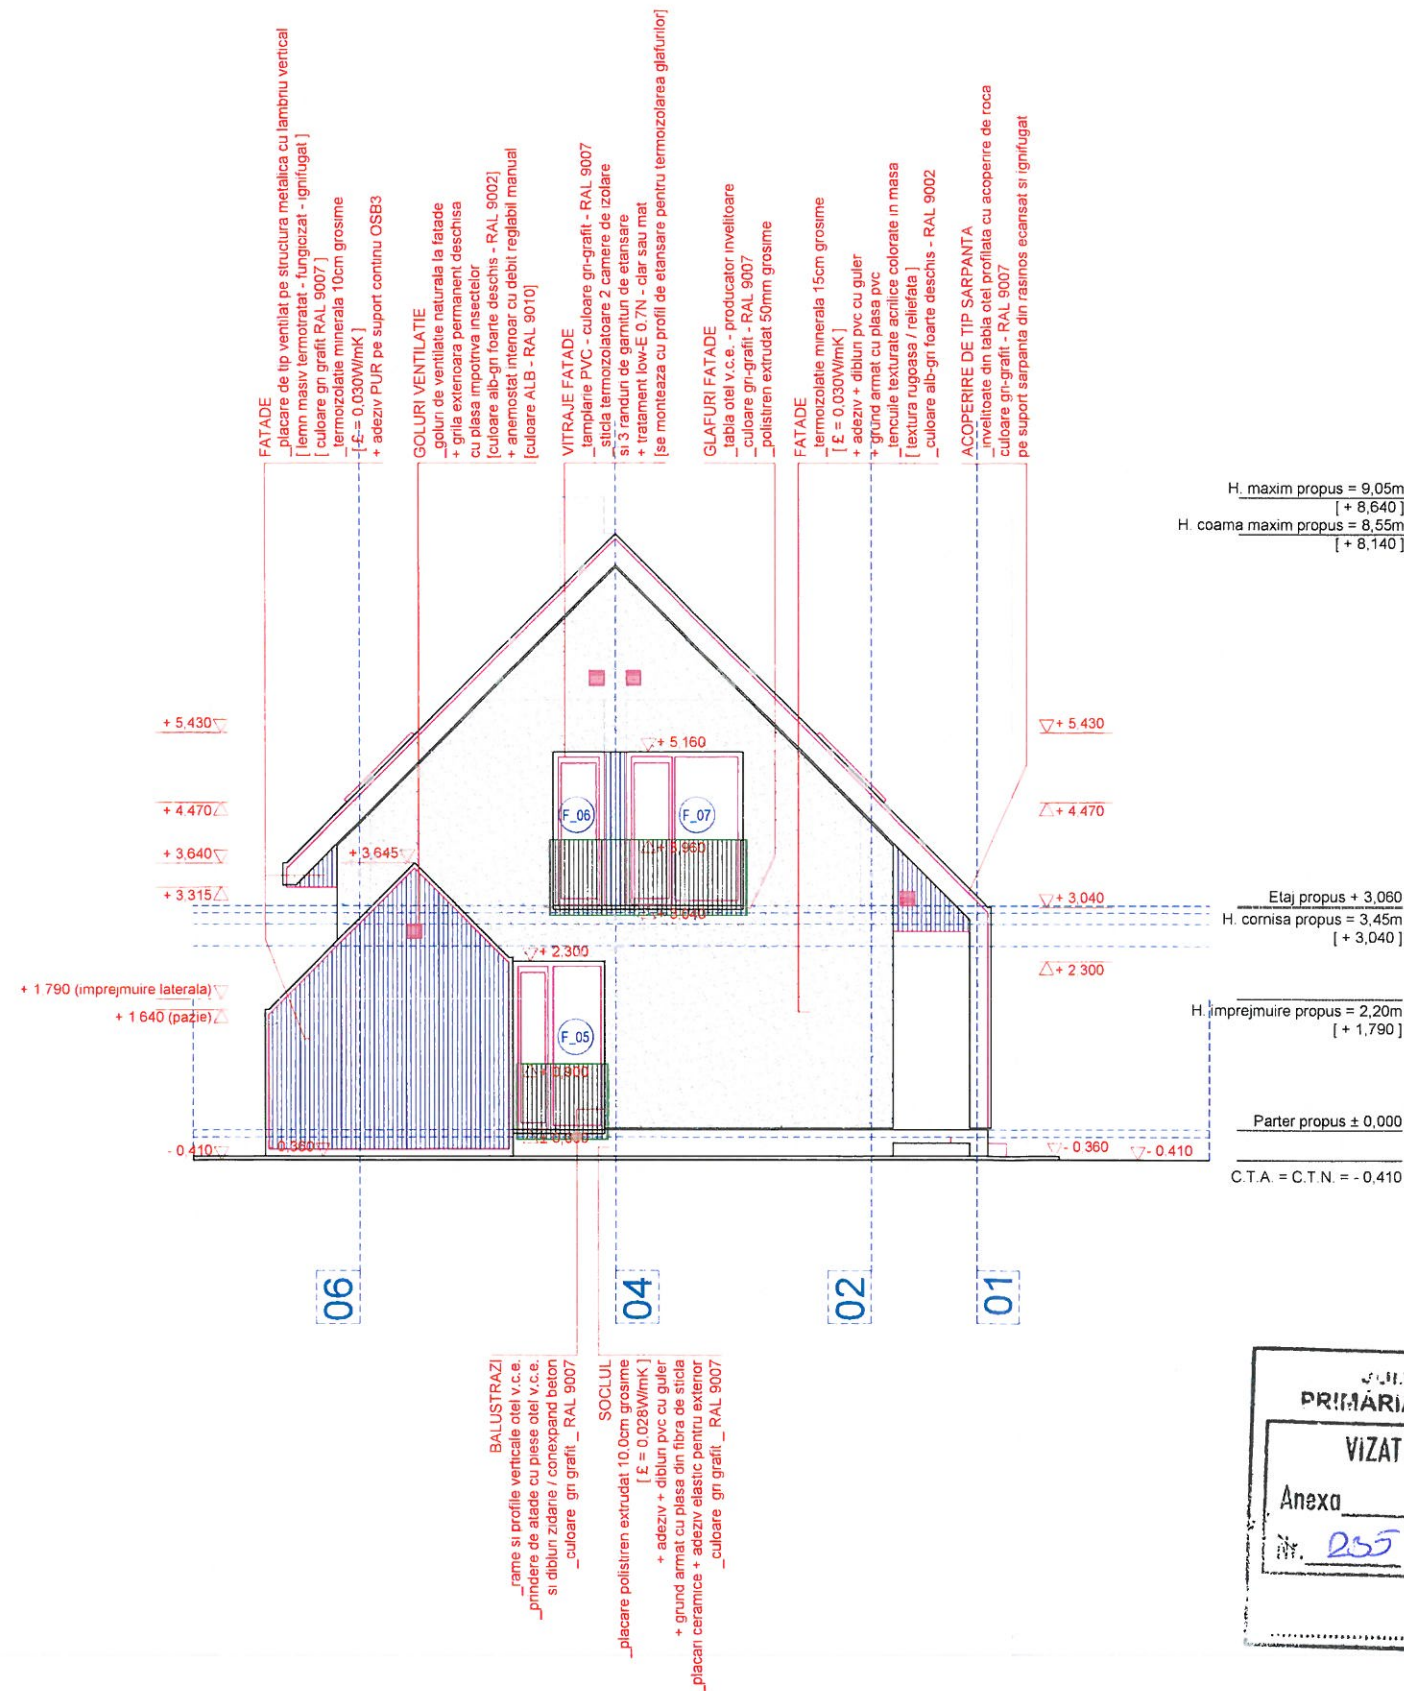 FATADE
_placare de tip ventilat pe structura metalica cu lambriu vertical
[ lemn masiv termotratat - fungicizat - ignifugat ]
[ culoare gri grafit RAL 9007 ]
_termoizolatie minerala 10cm grosime
[ £ = 0,030W/mK ]
+ adeziv PUR pe suport continu OSB3
GOLURI VENTILATIE
_goluri de ventilatie naturala la fatade
+ grila exterioara permanent deschisa
cu plasa impotriva insectelor
[culoare alb-gri foarte deschis - RAL 9002]
+ anemostat interioar cu debit reglabil manual
[culoare ALB - RAL 9010]
VITRAJE FATADE
_tamplarie PVC - culoare gri-grafit - RAL 9007
_sticla termoizolatoare 2 camere de izolare
si 3 randuri de garnituri de etansare
+ tratament low-E 0.7N - clar sau mat
[se monteaza cu profil de etansare pentru termoizolarea glafurilor]
GLAFURI FATADE
_tabla otel v.c.e. - producator invelitoare
_culoare gri-grafit - RAL 9007
_polistiren extrudat 50mm grosime
FATADE
_termoizolatie minerala 15cm grosime
[ £ = 0,030W/mK ]
+ adeziv + dibluri pvc cu guler
+ grund armat cu plasa pvc
_tencuile texturate acrilice colorate in masa
[ textura rugoasa / reliefata ]
_culoare alb-gri foarte deschis - RAL 9002
ACOPERIRE DE TIP SARPANTA
_invelitoate din tabla otel profilata cu acoperire de roca
culoare gri-grafit - RAL 9007
pe suport sarpanta din rasinos ecarisat si ignifugat
H. maxim propus = 9,05m
[ + 8,640 ]
H. coama maxim propus = 8,55m
[ + 8,140 ]
+ 5,430
+ 5 430
+ 5 160
+ 4 470
+ 4 470
F_06
F_07
+ 3,640
+ 3,645
+ 3,960
+ 3,315
+ 3,040
+ 3,040
Etaj propus + 3,060
H. cornisa propus = 3,45m
[ + 3,040 ]
+ 2.300
+ 2 300
+ 1 790 (imprejmuire laterala)
+ 1 640 (pazie)
H. imprejmuire propus = 2,20m
[ + 1,790 ]
F_05
+ 0,900
Parter propus ± 0,000
± 0,000
- 0 410
- 0,360
- 0 360
- 0.410
C.T.A. = C.T.N. = - 0,410
06
04
02
01
BALUSTRAZI
_rame si profile verticale otel v.c.e.
_prindere de atade cu piese otel v.c.e.
si dibluri zidarie / conexpand beton
_culoare gri grafit _ RAL 9007
SOCLUL
_placare polistiren extrudat 10,0cm grosime
[ £ = 0,028W/mK ]
+ adeziv + dibluri pvc cu guler
+ grund armat cu plasa din fibra de sticla
_placari ceramice + adeziv elastic pentru exterior
_culoare gri grafit _ RAL 9007
PRIMĂRIA
VIZAT
Anexa
Nr. 235